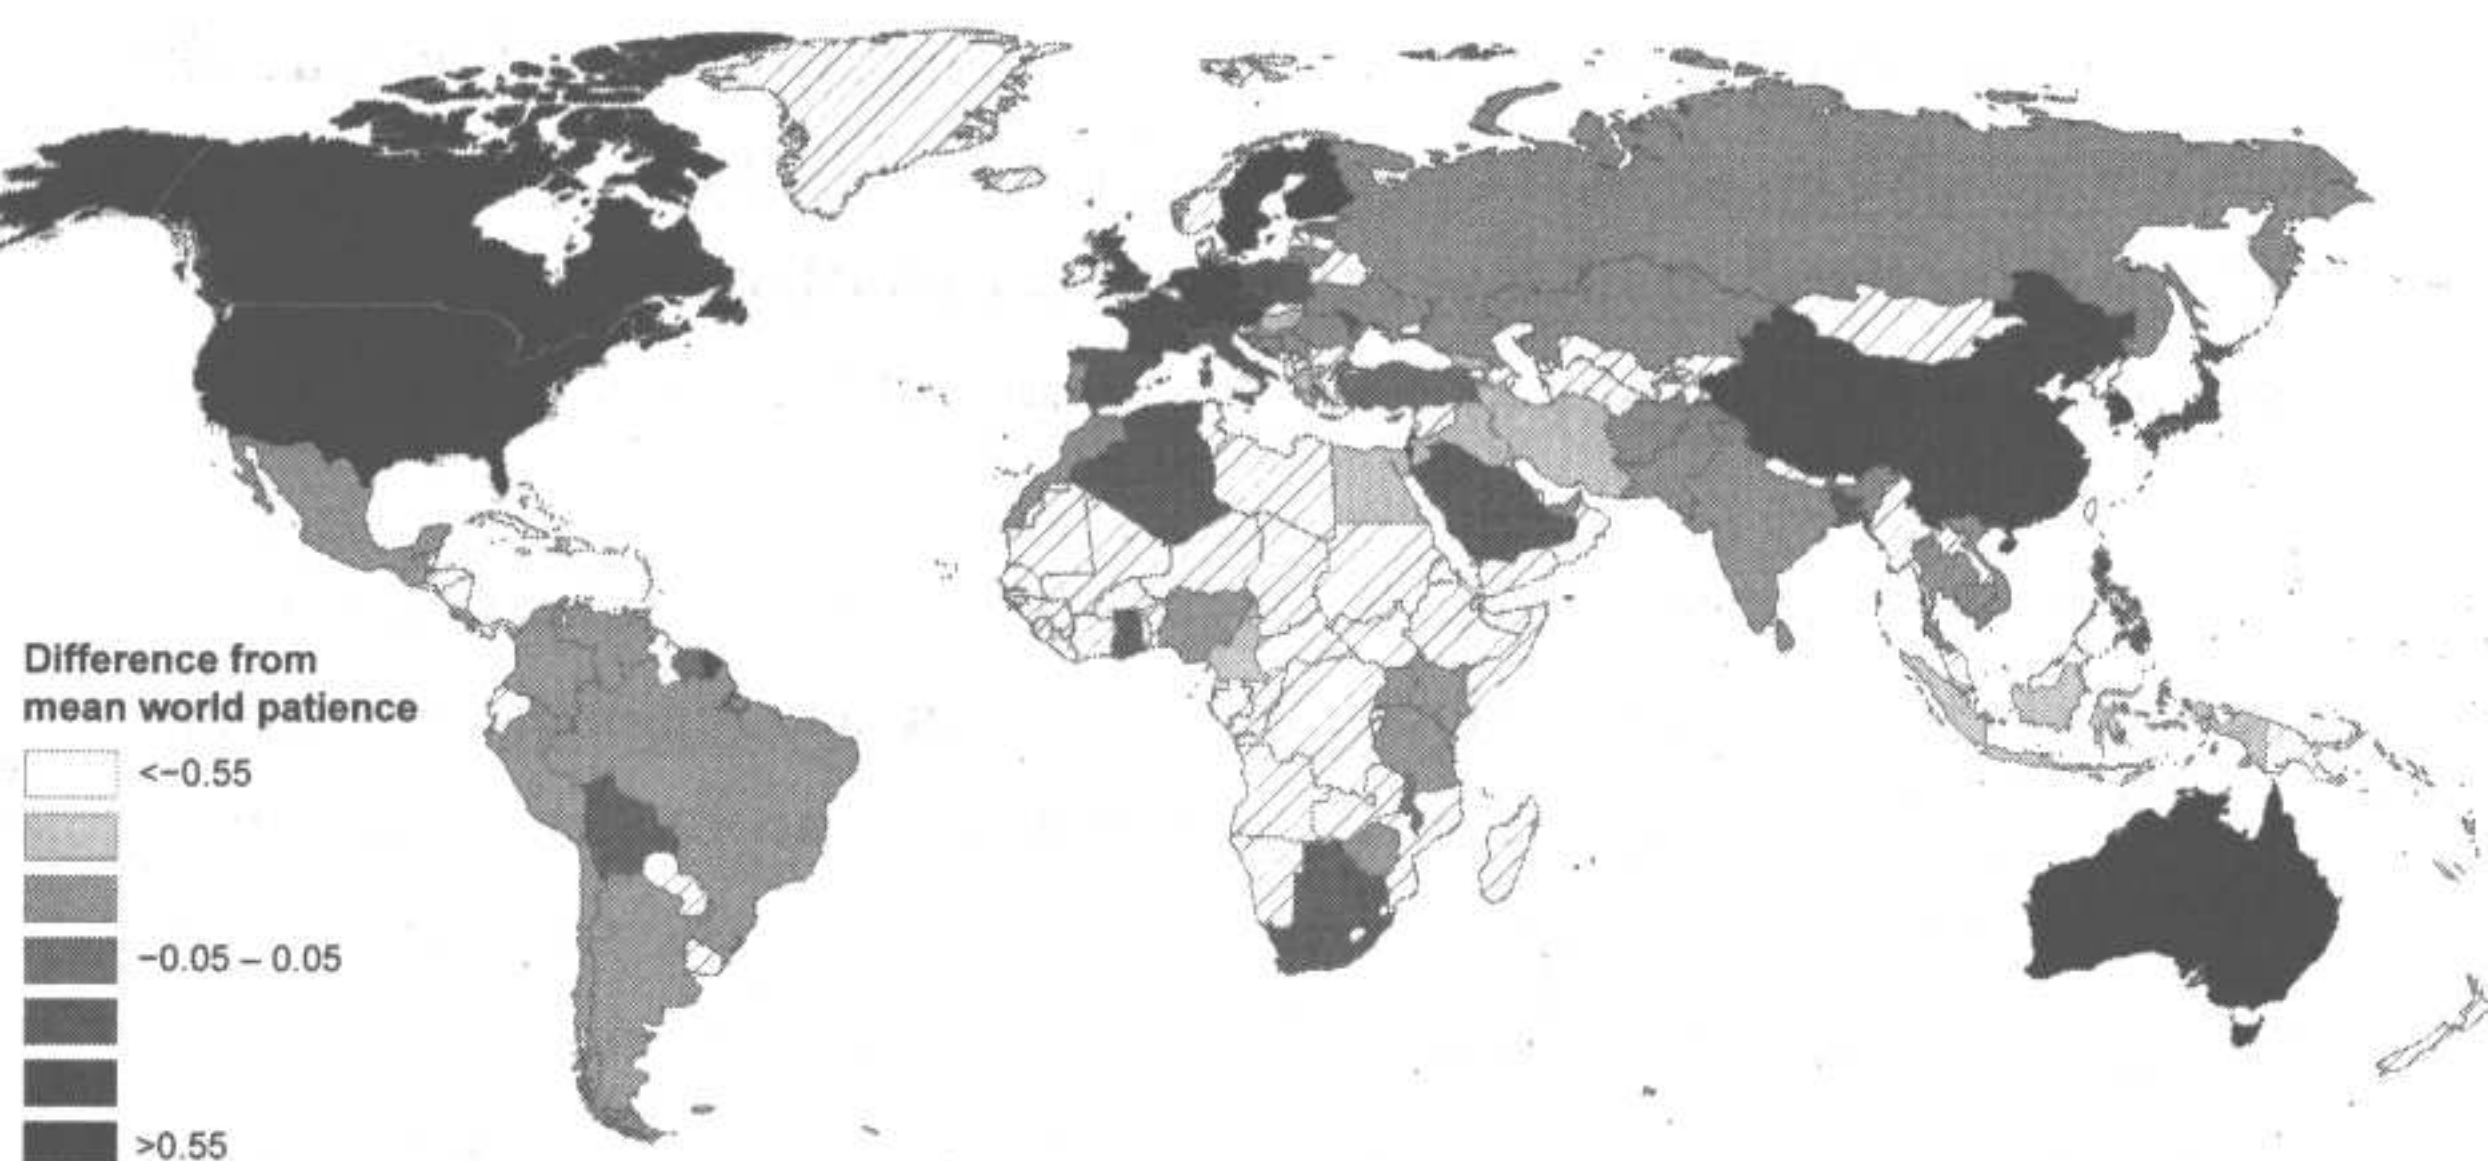 Difference from
mean world patience
<−0.55
−0.05 – 0.05
>0.55